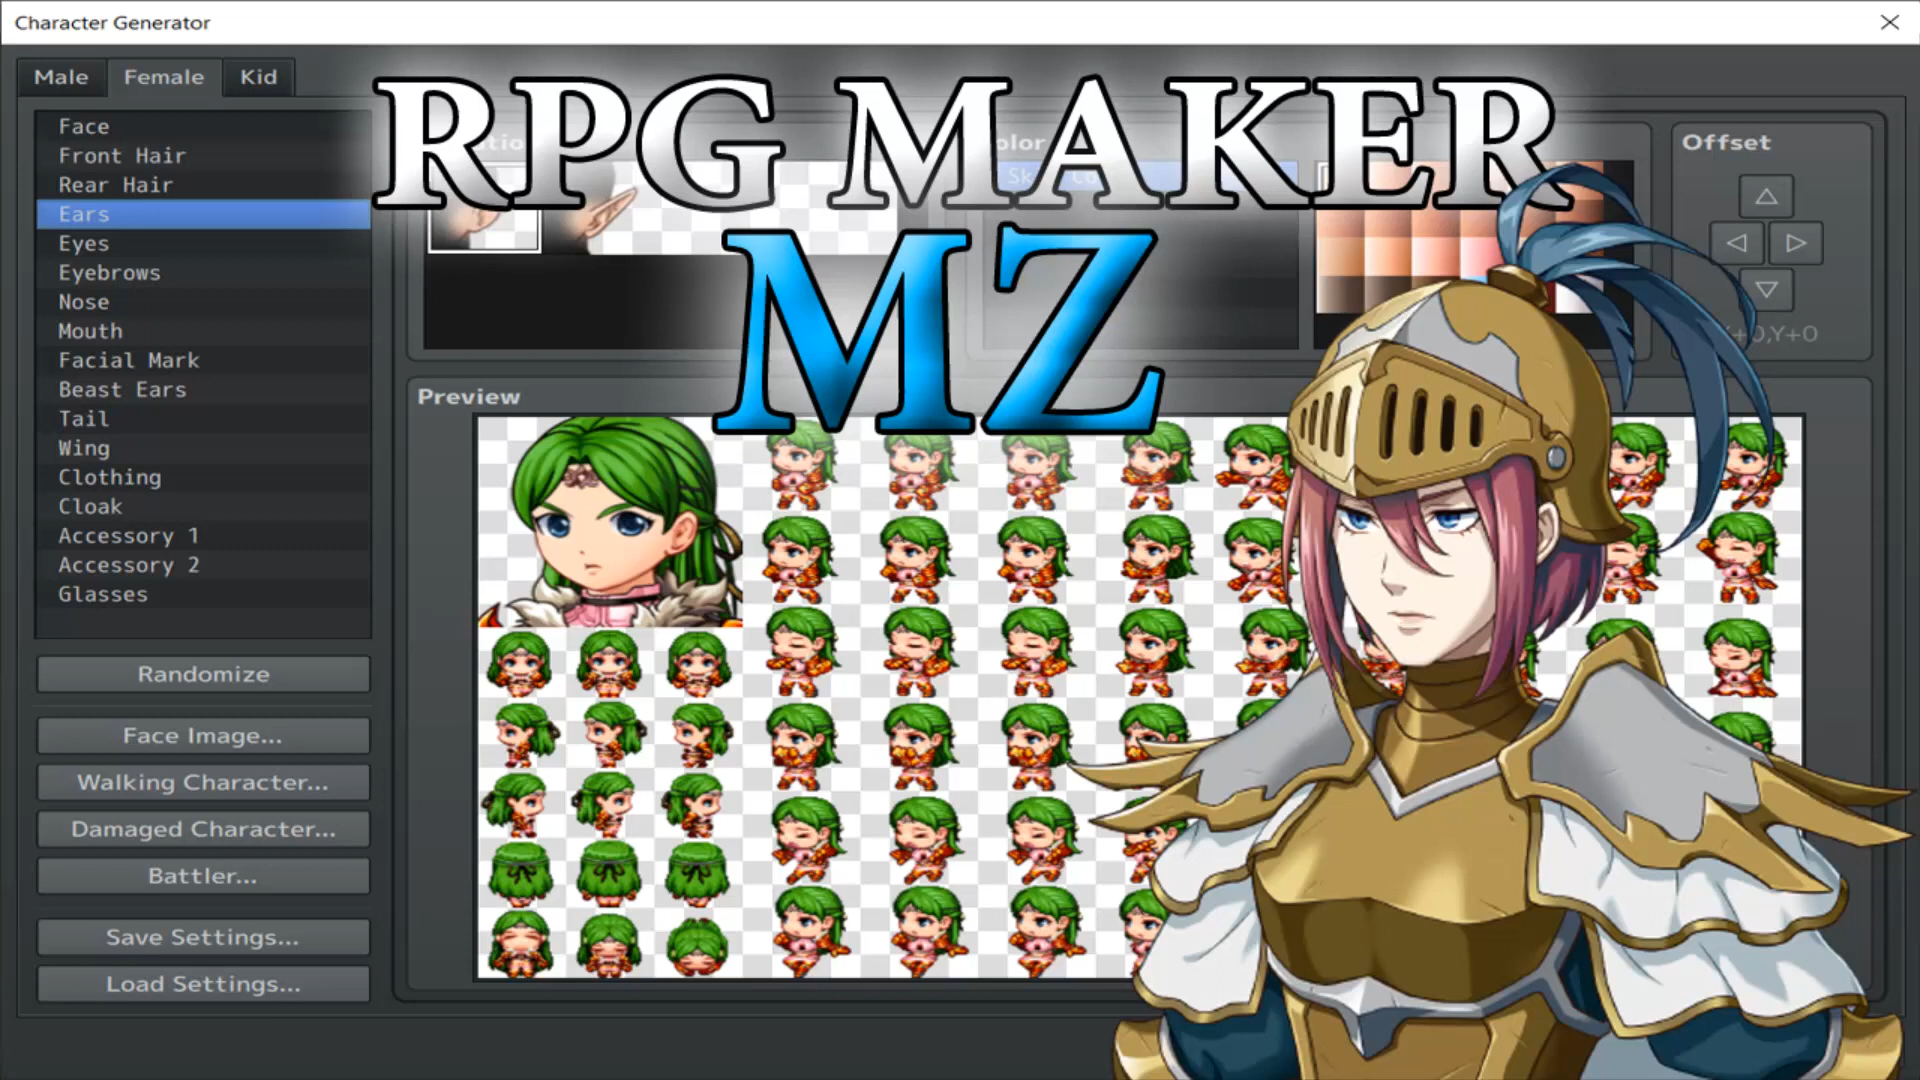 Character Generator
Male Female Kid
RPG MAKER
MZ
Face
Front Hair
Rear Hair
Ears
Eyes
Eyebrows
Nose
Mouth
Facial Mark
Beast Ears
Tail
Wing
Clothing
Cloak
Accessory 1
Accessory 2
Glasses
Randomize
Face Image...
Walking Character...
Damaged Character...
Battler...
Save Settings...
Load Settings...
Offset
Preview